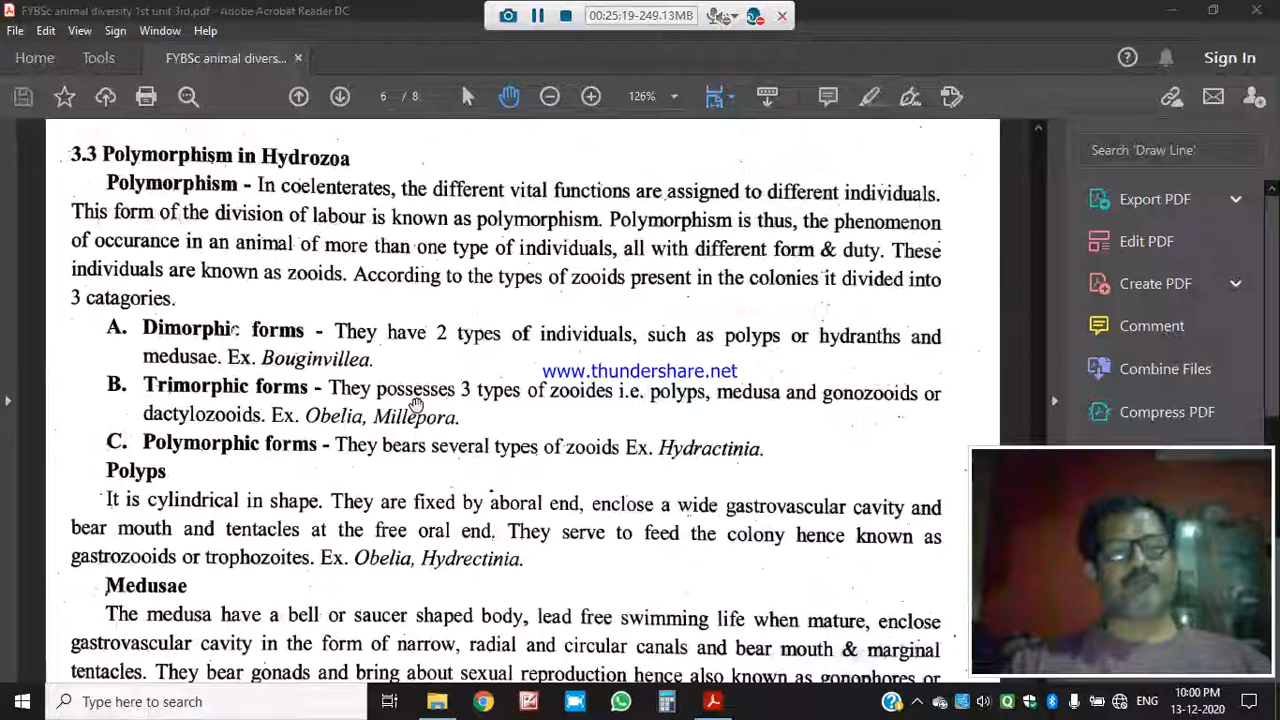 FYBSc animal diversity 1st unit 3rd.pdf - Adobe Acrobat Reader DC
00:25:19-249.13MB
File Edit View Sign Window Help
Home Tools FYBSc animal divers... ×
Sign In
6 / 8
126%
3.3 Polymorphism in Hydrozoa
Polymorphism - In coelenterates, the different vital functions are assigned to different individuals.
This form of the division of labour is known as polymorphism. Polymorphism is thus, the phenomenon
of occurance in an animal of more than one type of individuals, all with different form & duty. These
individuals are known as zooids. According to the types of zooids present in the colonies it divided into
3 catagories.
A. Dimorphic forms - They have 2 types of individuals, such as polyps or hydranths and
medusae. Ex. Bouginvillea.
www.thundershare.net
B. Trimorphic forms - They possesses 3 types of zooides i.e. polyps, medusa and gonozooids or
dactylozooids. Ex. Obelia, Millepora.
C. Polymorphic forms - They bears several types of zooids Ex. Hydractinia.
Polyps
It is cylindrical in shape. They are fixed by aboral end, enclose a wide gastrovascular cavity and
bear mouth and tentacles at the free oral end. They serve to feed the colony hence known as
gastrozooids or trophozoites. Ex. Obelia, Hydrectinia.
Medusae
The medusa have a bell or saucer shaped body, lead free swimming life when mature, enclose
gastrovascular cavity in the form of narrow, radial and circular canals and bear mouth & marginal
tentacles. They bear gonads and bring about sexual reproduction hence also known as gonophores or
Search 'Draw Line'
Export PDF
Edit PDF
Create PDF
Comment
Combine Files
Compress PDF
Type here to search
ENG
10:00 PM
13-12-2020